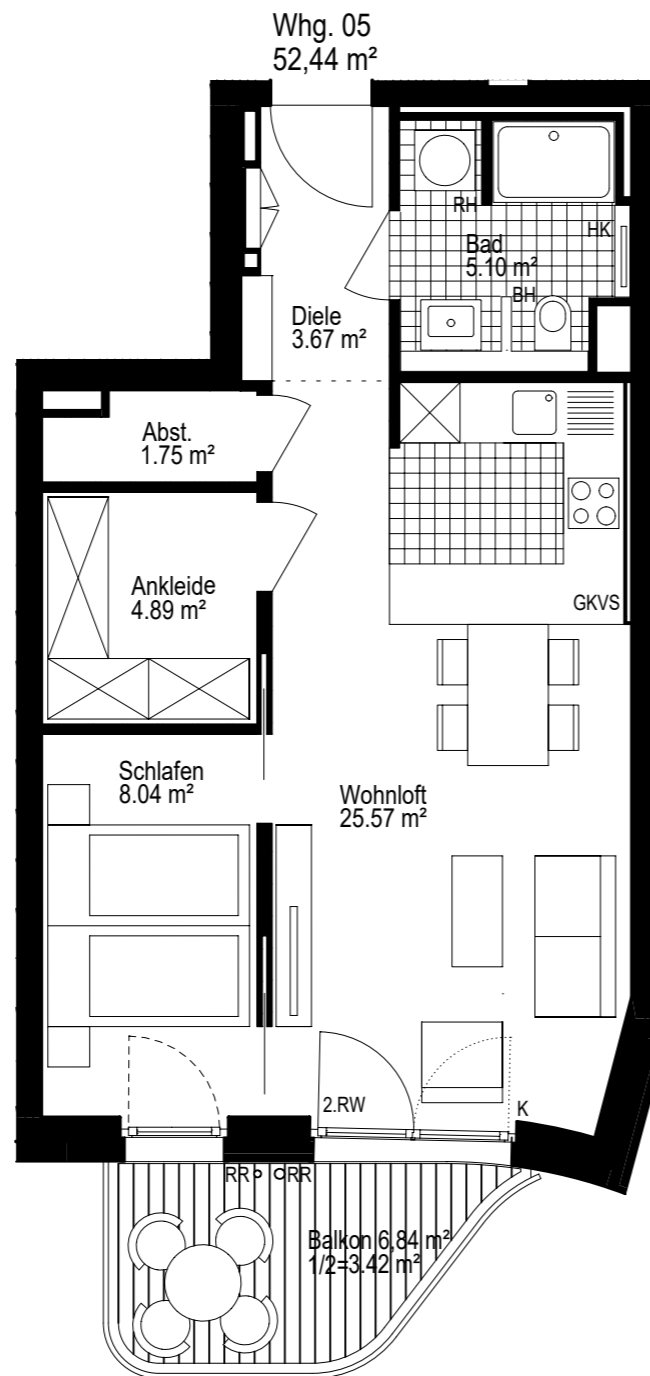 Whg. 05
52,44 m²
RH
HK
Bad
5.10 m²
BH
Diele
3.67 m²
Abst.
1.75 m²
Ankleide
4.89 m²
GKVS
Schlafen
8.04 m²
Wohnloft
25.57 m²
2.RW
K
RR
RR
Balkon 6,84 m²
1/2=3.42 m²